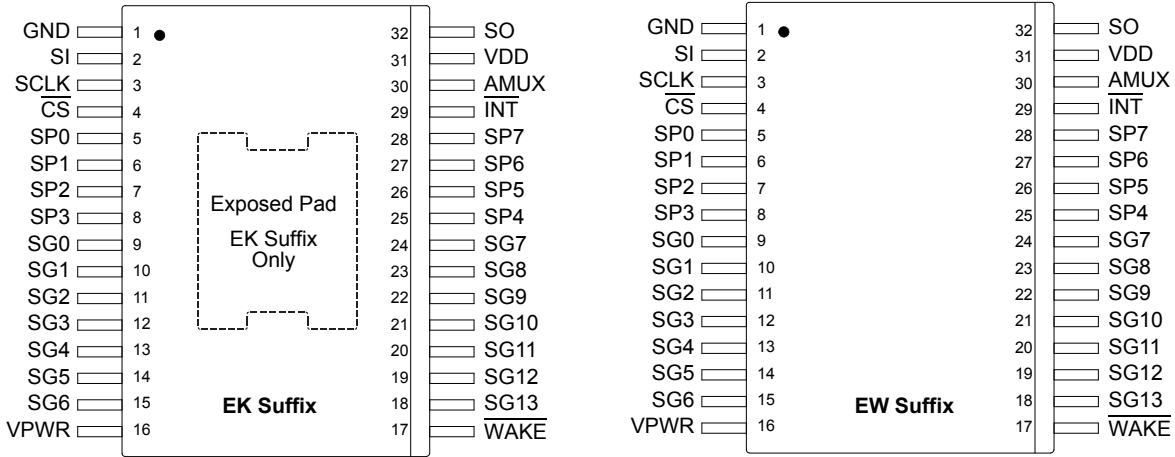 GND 1 32 SO
SI 2 31 VDD
SCLK 3 30 AMUX
CS 4 29 INT
SP0 5 28 SP7
SP1 6 27 SP6
SP2 7 26 SP5
SP3 8 25 SP4
SG0 9 24 SG7
SG1 10 23 SG8
SG2 11 22 SG9
SG3 12 21 SG10
SG4 13 20 SG11
SG5 14 19 SG12
SG6 15 18 SG13
VPWR 16 17 WAKE
Exposed Pad
EK Suffix
Only
EK Suffix
GND 1 32 SO
SI 2 31 VDD
SCLK 3 30 AMUX
CS 4 29 INT
SP0 5 28 SP7
SP1 6 27 SP6
SP2 7 26 SP5
SP3 8 25 SP4
SG0 9 24 SG7
SG1 10 23 SG8
SG2 11 22 SG9
SG3 12 21 SG10
SG4 13 20 SG11
SG5 14 19 SG12
SG6 15 18 SG13
VPWR 16 17 WAKE
EW Suffix